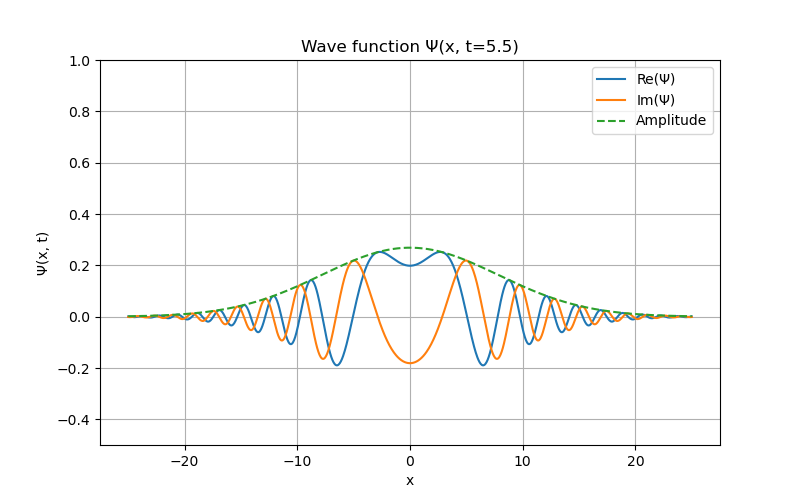 Wave function Ψ(x, t=5.5)
Re(Ψ)
Im(Ψ)
Amplitude
1.0
0.8
0.6
0.4
0.2
0.0
−0.2
−0.4
Ψ(x, t)
−20
−10
0
10
20
x